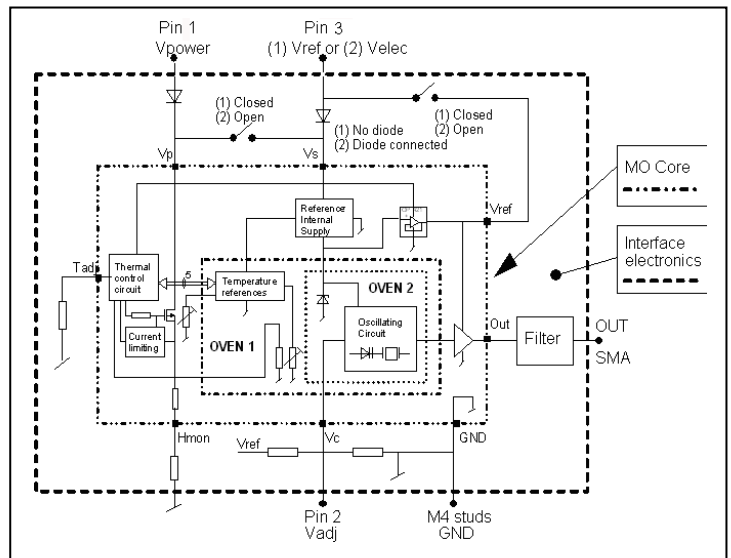 Pin 1
Vpower
Pin 3
(1) Vref or (2) Velec
(1) Closed
(2) Open
(1) Closed
(2) Open
(1) No diode
(2) Diode connected
Vp
Vs
MO Core
Reference
Internal
Supply
Vref
Interface
electronics
Tadj
Thermal
control
circuit
5
Temperature
references
OVEN 2
OVEN 1
Oscillating
Circuit
Current
limiting
Out
Filter
OUT
SMA
Hmon
Vref
Vc
GND
Pin 2
Vadj
M4 studs
GND